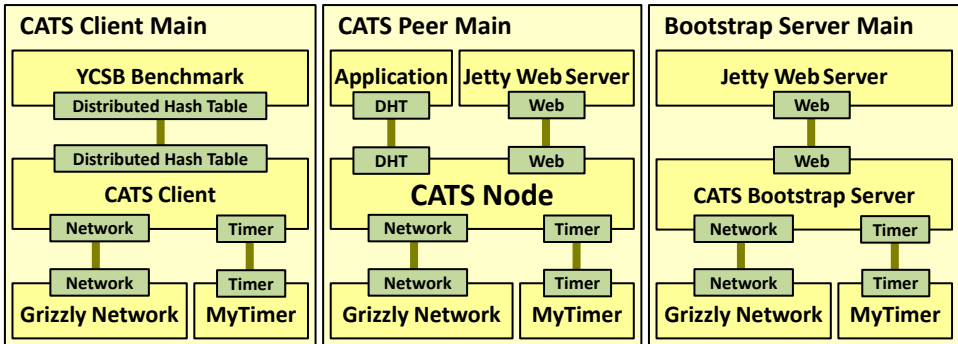 CATS Client Main
YCSB Benchmark
Distributed Hash Table
Distributed Hash Table
CATS Client
Network
Timer
Network
Timer
Grizzly Network
MyTimer
CATS Peer Main
Application
Jetty Web Server
DHT
Web
DHT
Web
CATS Node
Network
Timer
Network
Timer
Grizzly Network
MyTimer
Bootstrap Server Main
Jetty Web Server
Web
Web
CATS Bootstrap Server
Network
Timer
Network
Timer
Grizzly Network
MyTimer